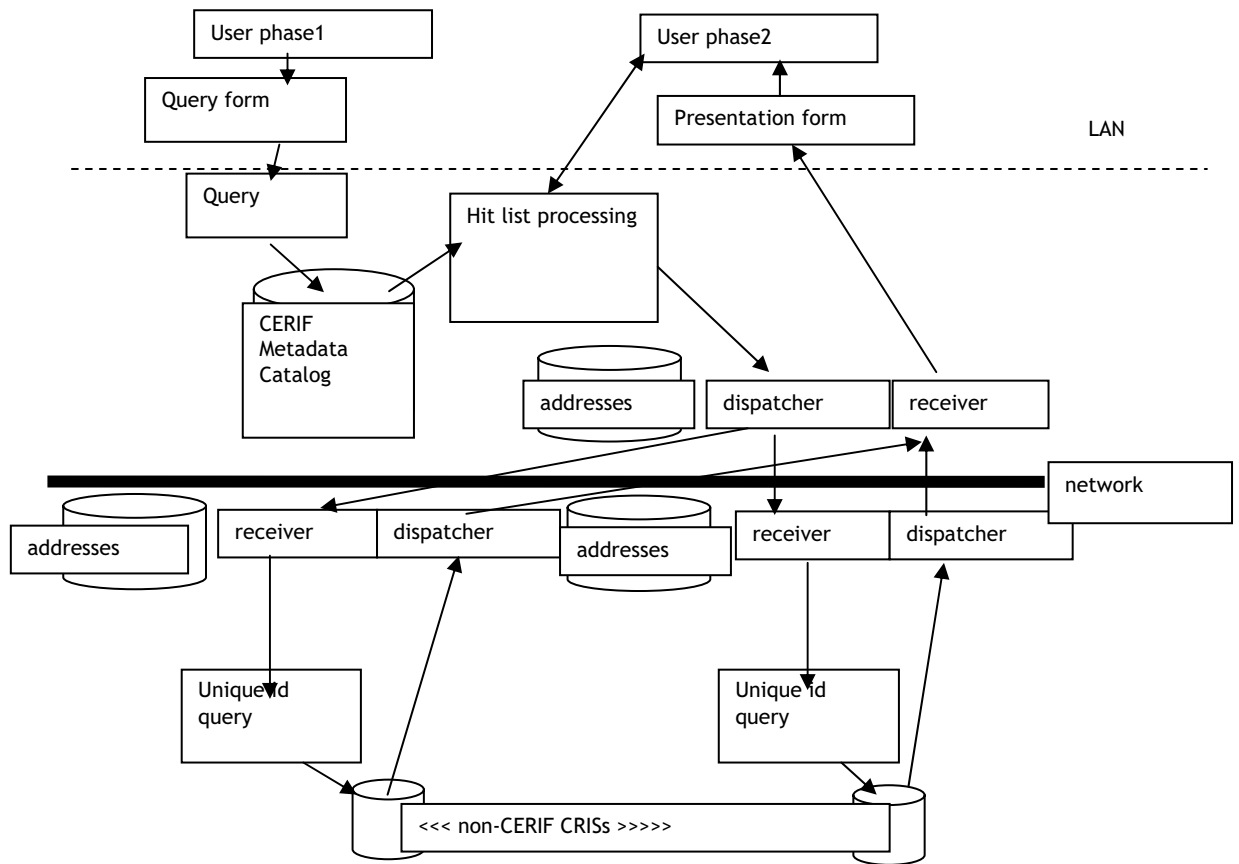 User phase1
User phase2
Query form
Presentation form
LAN
Query
Hit list processing
CERIF
Metadata
Catalog
addresses
dispatcher
receiver
network
addresses
receiver
dispatcher
addresses
receiver
dispatcher
Unique id
query
Unique id
query
<<< non-CERIF CRISs >>>>>